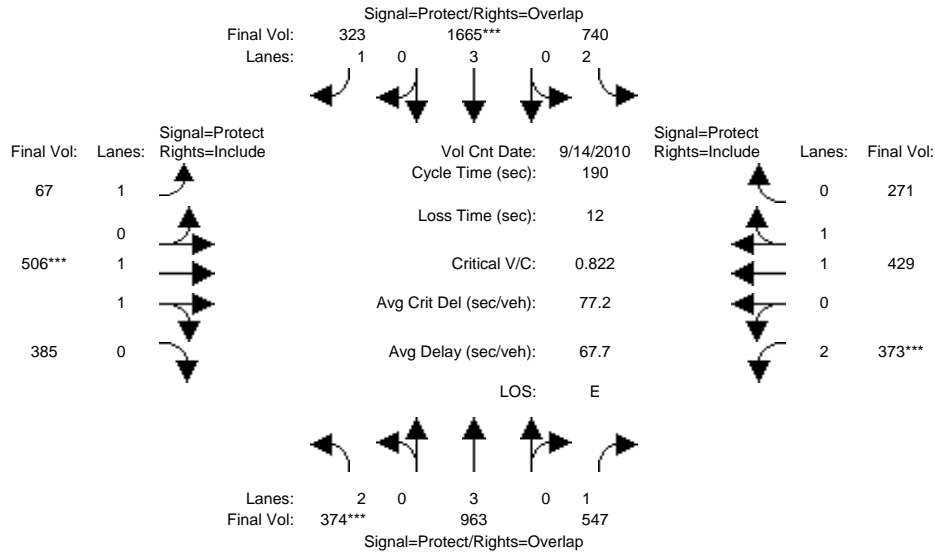 Signal=Protect/Rights=Overlap
Final Vol: 323 1665*** 740
Lanes: 1 0 3 0 2
Signal=Protect Signal=Protect
Final Vol: Lanes: Rights=Include Vol Cnt Date: 9/14/2010 Rights=Include Lanes: Final Vol:
Cycle Time (sec): 190
67 1 0 271
Loss Time (sec): 12
0 1
506*** 1 Critical V/C: 0.822 1 429
1 Avg Crit Del (sec/veh): 77.2 0
385 0 Avg Delay (sec/veh): 67.7 2 373***
LOS: E
Lanes: 2 0 3 0 1
Final Vol: 374*** 963 547
Signal=Protect/Rights=Overlap